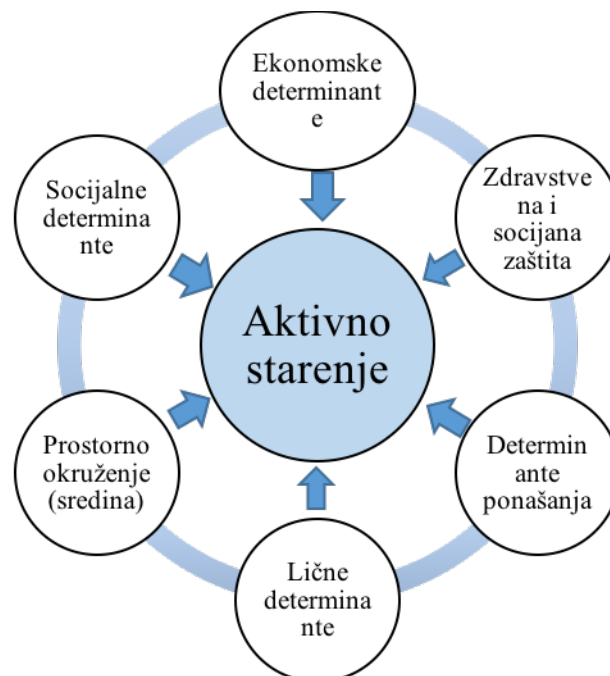 Ekonomske
determinant
e
Zdravstve
na i
socijana
zaštita
Determin
ante
ponašanja
Lične
determina
nte
Prostorno
okruženje
(sredina)
Socijalne
determina
nte
Aktivno
starenje